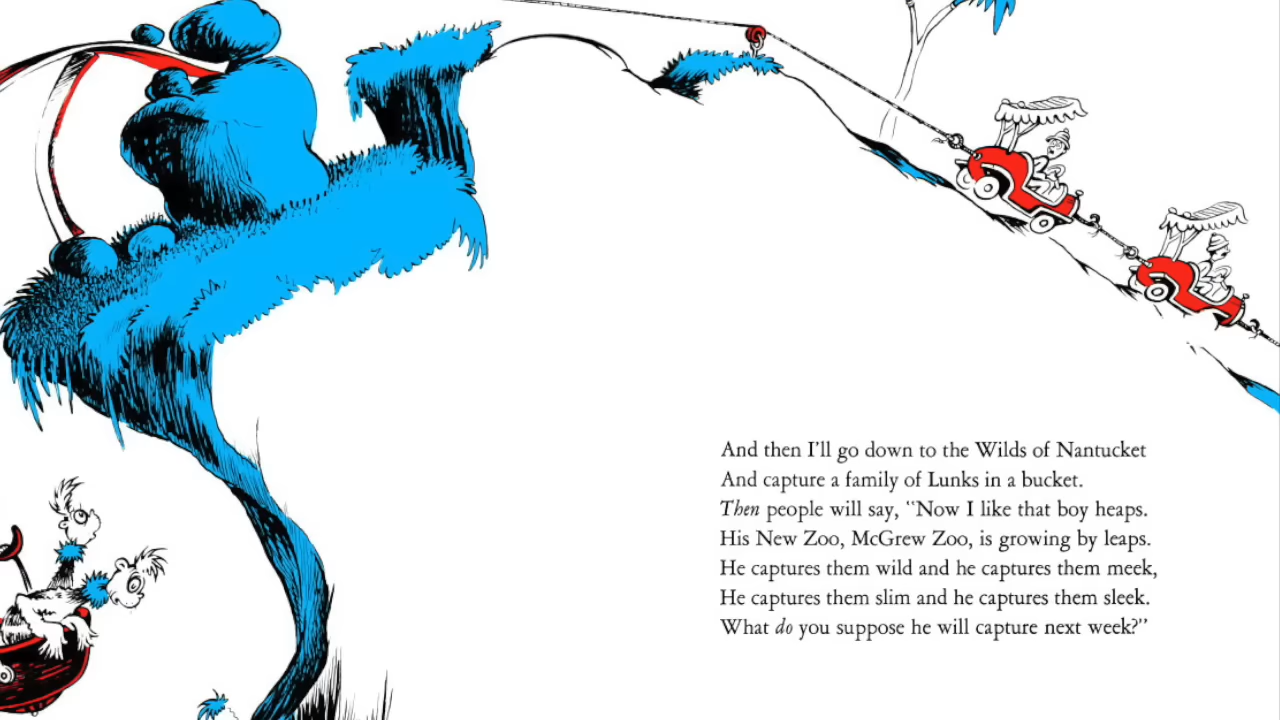 And then I'll go down to the Wilds of Nantucket
And capture a family of Lunks in a bucket.
Then people will say, "Now I like that boy heaps.
His New Zoo, McGrew Zoo, is growing by leaps.
He captures them wild and he captures them meek,
He captures them slim and he captures them sleek.
What do you suppose he will capture next week?"